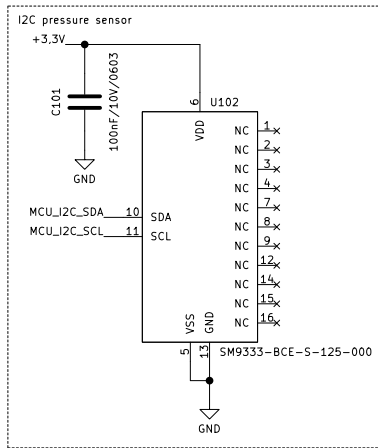 I2C pressure sensor
+3,3V
C101
100nF/10V/0603
GND
U102
6
VDD
NC 1
NC 2
NC 3
NC 4
NC 7
NC 8
NC 9
NC 12
NC 14
NC 15
NC 16
MCU_I2C_SDA 10 SDA
MCU_I2C_SCL 11 SCL
VSS
GND
5
13
SM9333-BCE-S-125-000
GND